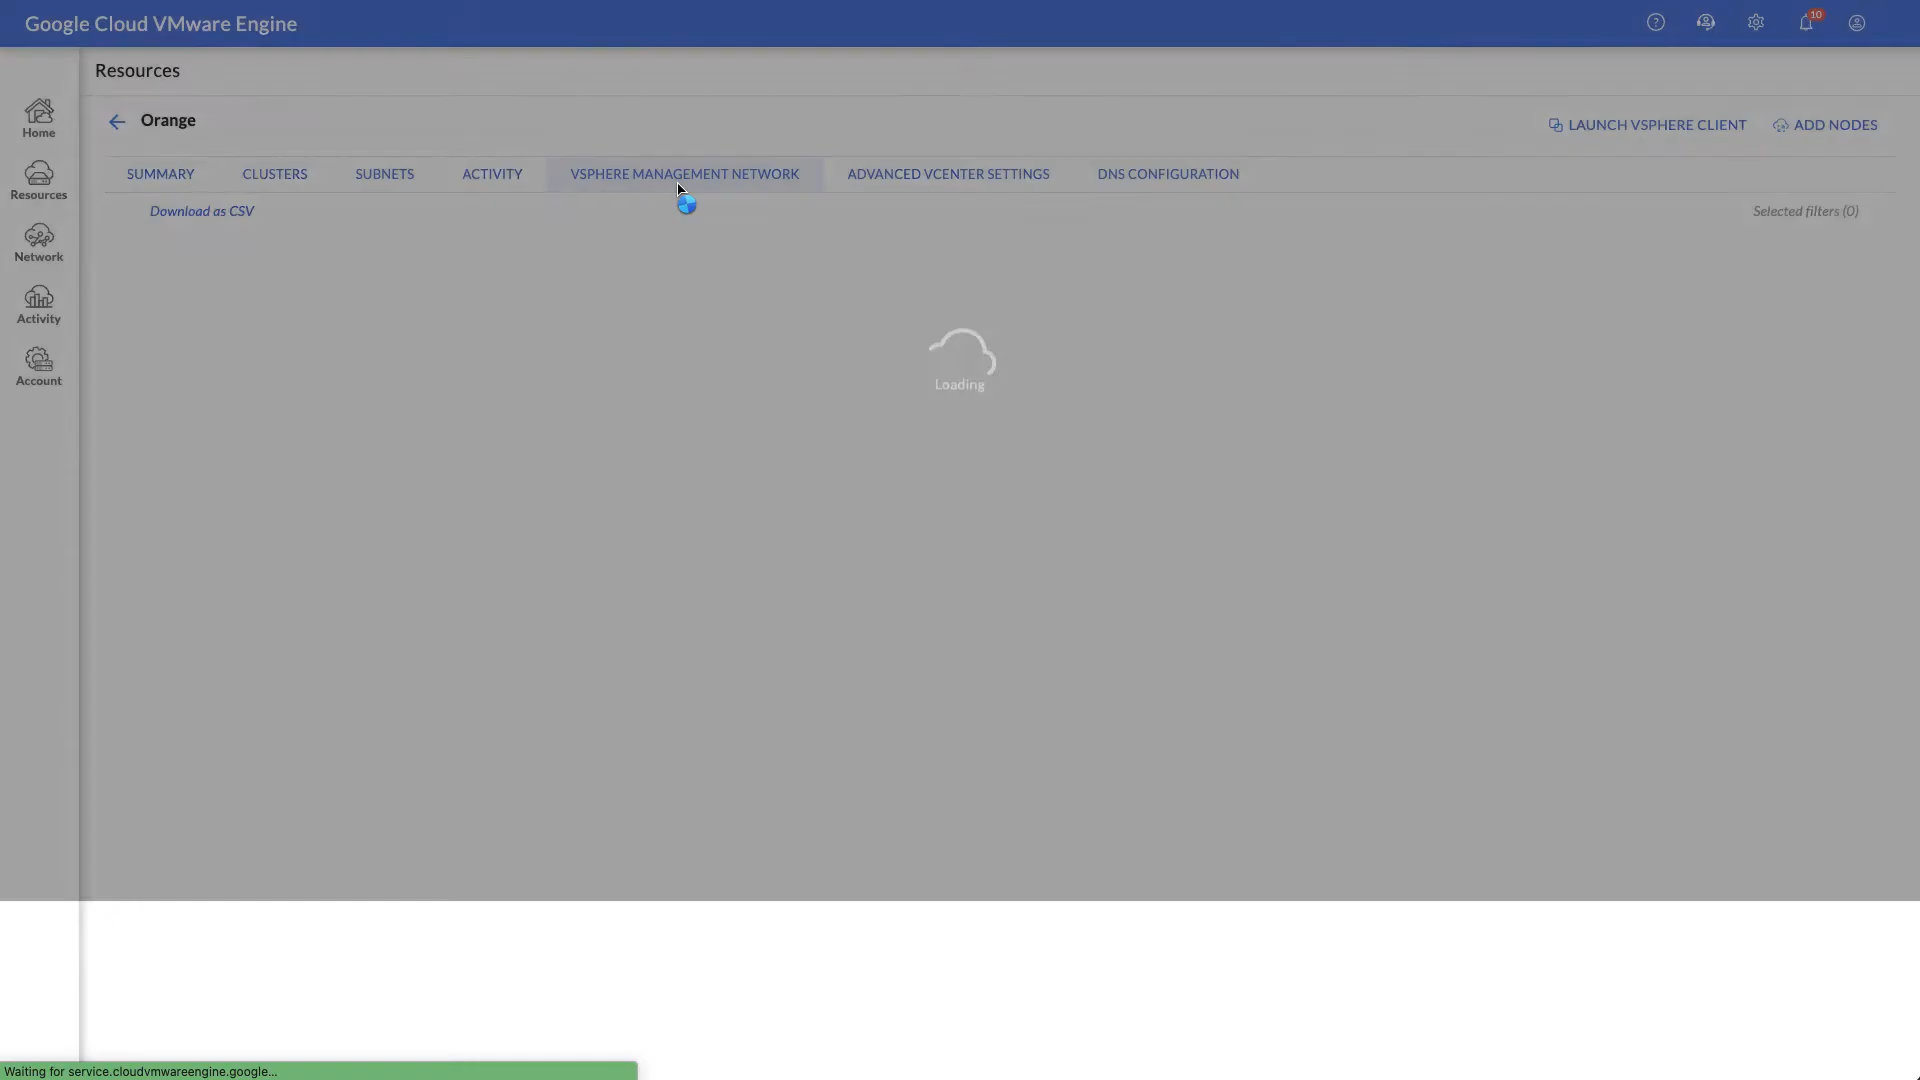 Google Cloud VMware Engine
10
Resources
Home
Resources
Network
Activity
Account
Orange
LAUNCH VSPHERE CLIENT
ADD NODES
SUMMARY CLUSTERS SUBNETS ACTIVITY VSPHERE MANAGEMENT NETWORK ADVANCED VCENTER SETTINGS DNS CONFIGURATION
Download as CSV
Selected filters (0)
Loading
Waiting for service.cloudvmwareengine.google...